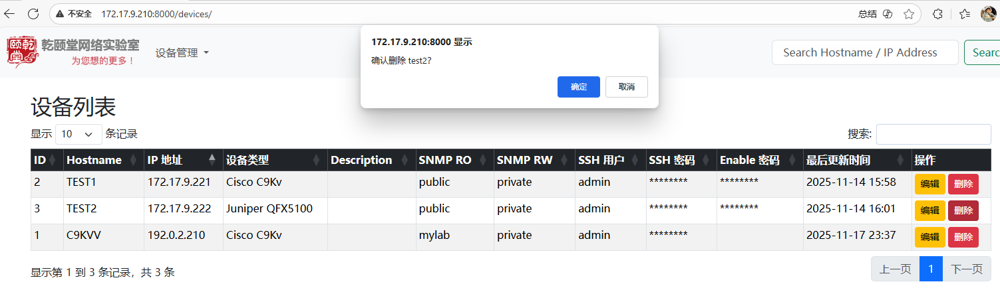 不安全 172.17.9.210:8000/devices/ 总结
172.17.9.210:8000 显示
确认删除 test2?
确定 取消
乾颐堂
乾颐堂网络实验室
为您想的更多！
设备管理
Search Hostname / IP Address Searc
设备列表
显示 10 条记录 搜索:
ID Hostname IP 地址 设备类型 Description SNMP RO SNMP RW SSH 用户 SSH 密码 Enable 密码 最后更新时间 操作
2 TEST1 172.17.9.221 Cisco C9Kv public private admin ******** ******** 2025-11-14 15:58 编辑 删除
3 TEST2 172.17.9.222 Juniper QFX5100 public private admin ******** ******** 2025-11-14 16:01 编辑 删除
1 C9KVV 192.0.2.210 Cisco C9Kv mylab private admin ******** 2025-11-17 23:37 编辑 删除
显示第 1 到 3 条记录，共 3 条
上一页 1 下一页